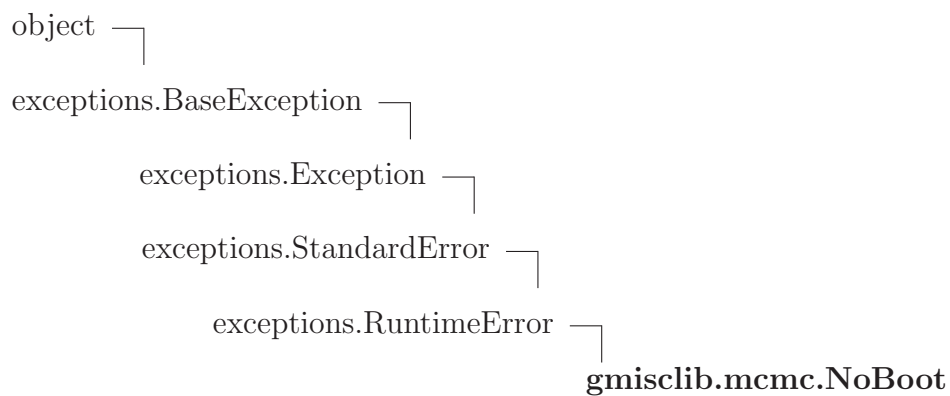 object
exceptions.BaseException
exceptions.Exception
exceptions.StandardError
exceptions.RuntimeError
gmisclib.mcmc.NoBoot